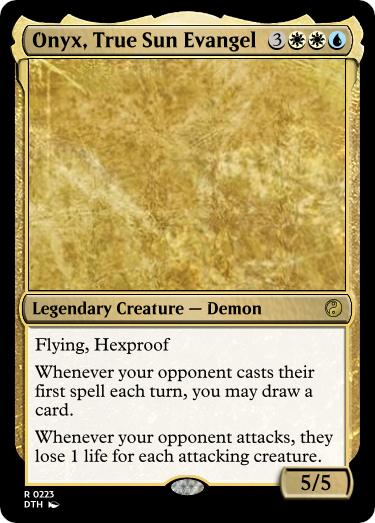 Onyx, True Sun Evangel 3
Legendary Creature — Demon
Flying, Hexproof
Whenever your opponent casts their
first spell each turn, you may draw a
card.
Whenever your opponent attacks, they
lose 1 life for each attacking creature.
5/5
R 0223
DTH